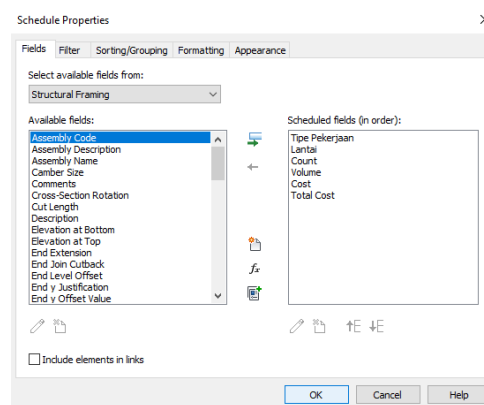 Schedule Properties
Fields Filter Sorting/Grouping Formatting Appearance
Select available fields from:
Structural Framing
Available fields:
Assembly Code
Assembly Description
Assembly Name
Camber Size
Comments
Cross-Section Rotation
Cut Length
Description
Elevation at Bottom
Elevation at Top
End Extension
End Join Cutback
End Level Offset
End y Justification
End y Offset Value
fx
Scheduled fields (in order):
Tipe Pekerjaan
Lantai
Count
Volume
Cost
Total Cost
Include elements in links
OK Cancel Help